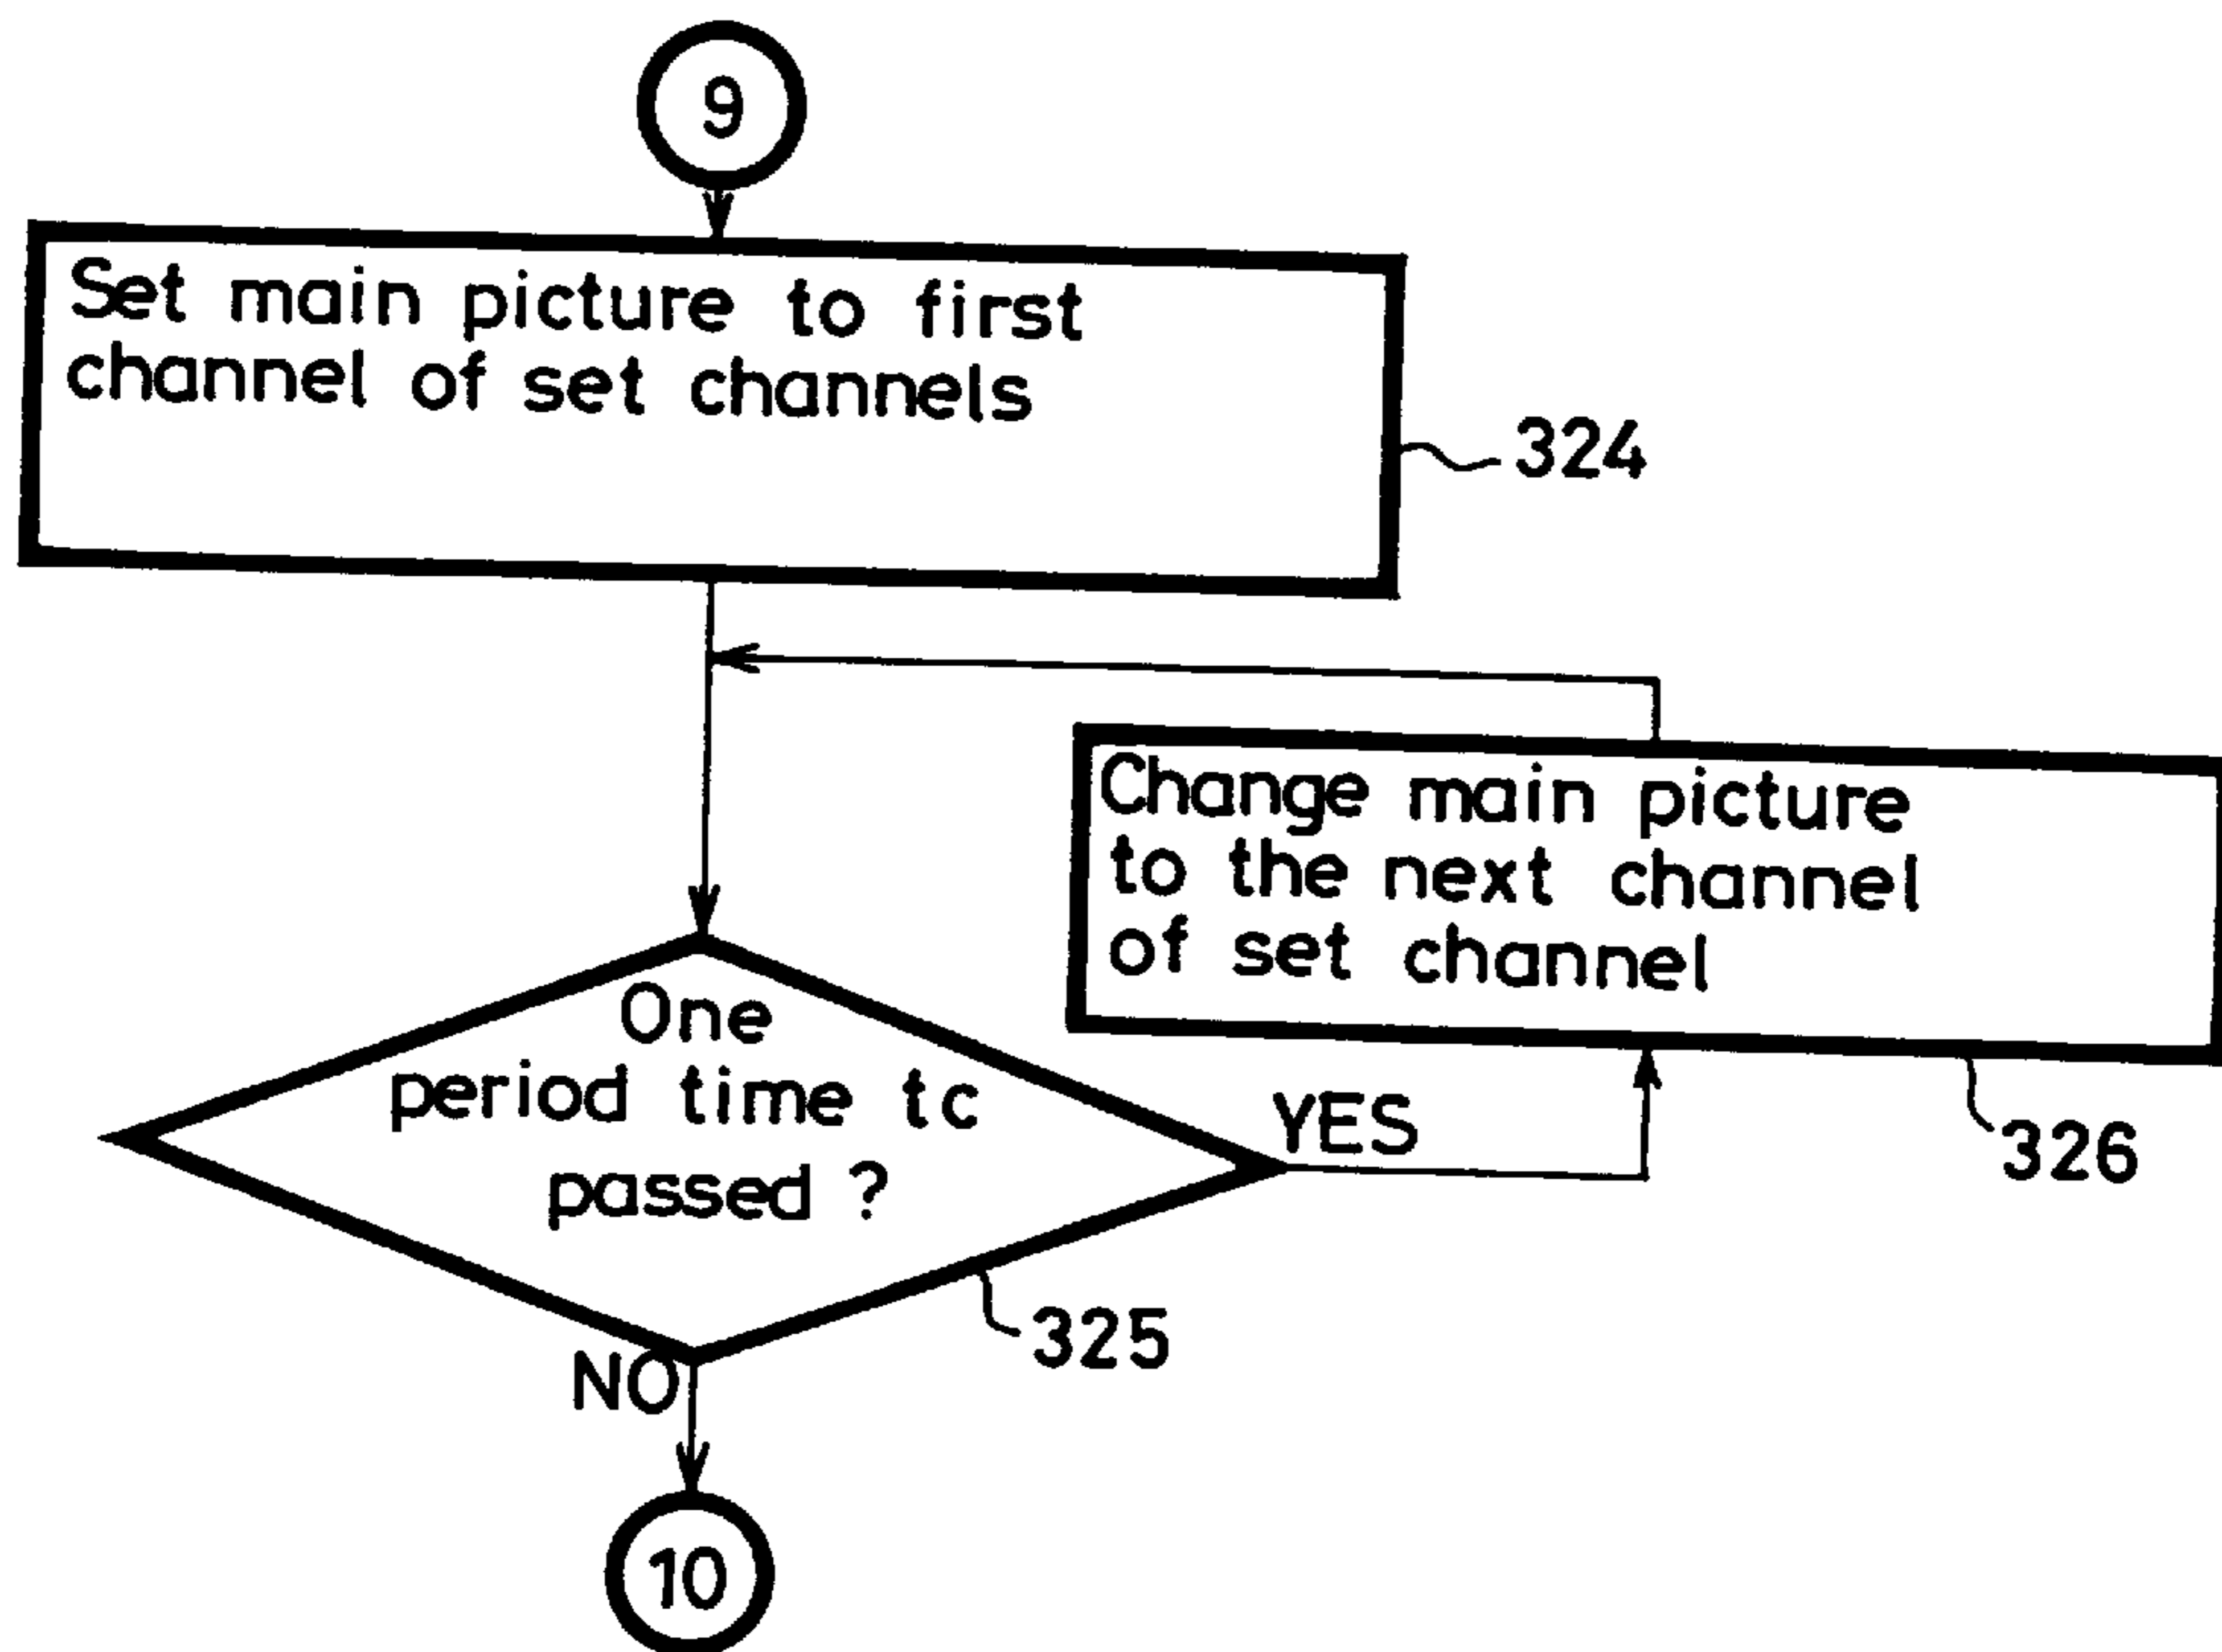 9
Set main picture to first
channel of set channels
324
Change main picture
to the next channel
of set channel
326
One
period time tc
passed ?
YES
325
NO
10